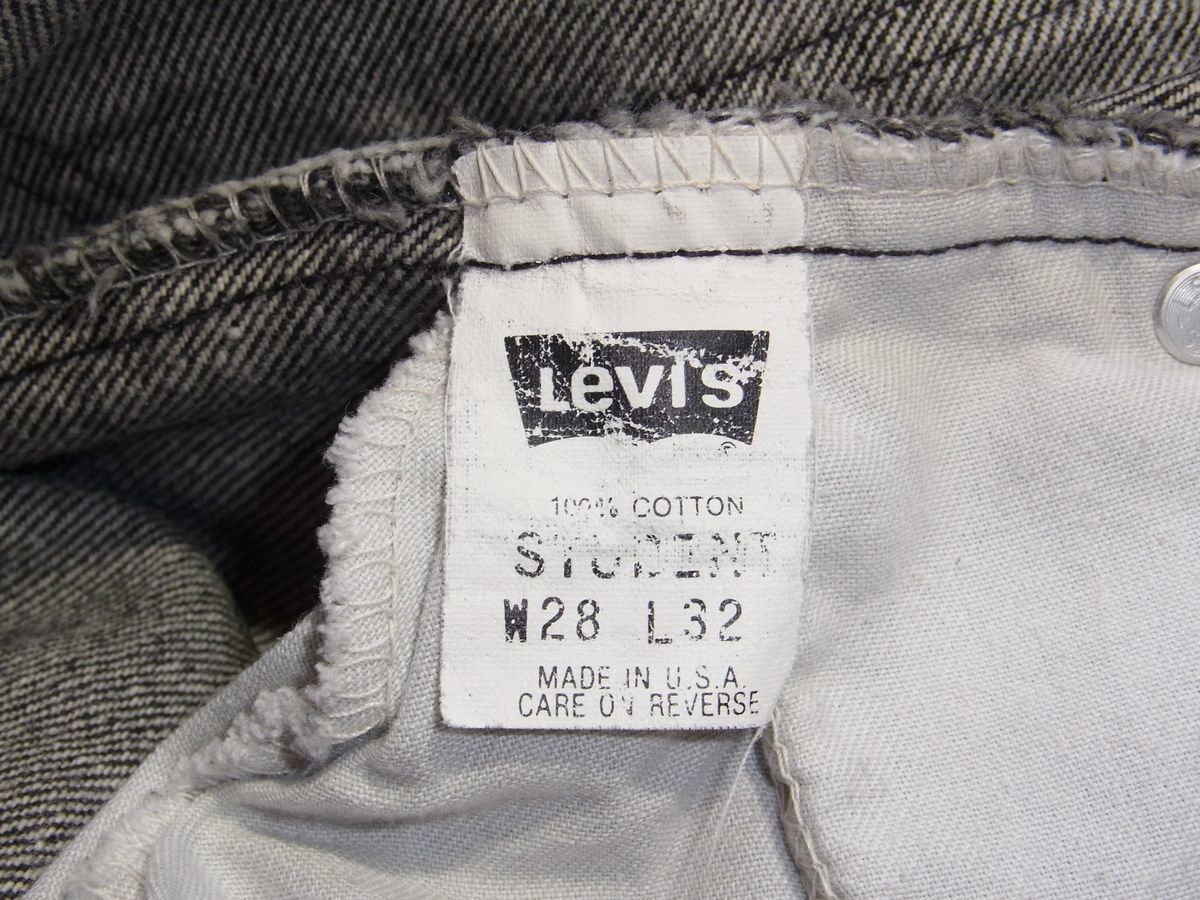 Levi's
®
100% COTTON
STUDENT
W28 L32
MADE IN U.S.A.
CARE ON REVERSE